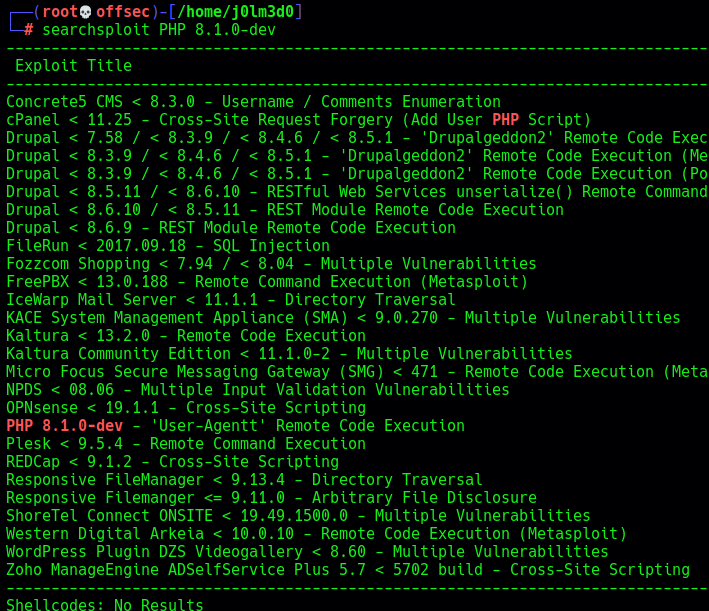 ┌──(root💀offsec)-[/home/j0lm3d0]
└─# searchsploit PHP 8.1.0-dev
------------------------------------------------------------------------------
 Exploit Title
------------------------------------------------------------------------------
Concrete5 CMS < 8.3.0 - Username / Comments Enumeration
cPanel < 11.25 - Cross-Site Request Forgery (Add User PHP Script)
Drupal < 7.58 / < 8.3.9 / < 8.4.6 / < 8.5.1 - 'Drupalgeddon2' Remote Code Exec
Drupal < 8.3.9 / < 8.4.6 / < 8.5.1 - 'Drupalgeddon2' Remote Code Execution (Me
Drupal < 8.3.9 / < 8.4.6 / < 8.5.1 - 'Drupalgeddon2' Remote Code Execution (Po
Drupal < 8.5.11 / < 8.6.10 - RESTful Web Services unserialize() Remote Command
Drupal < 8.6.10 / < 8.5.11 - REST Module Remote Code Execution
Drupal < 8.6.9 - REST Module Remote Code Execution
FileRun < 2017.09.18 - SQL Injection
Fozzcom Shopping < 7.94 / < 8.04 - Multiple Vulnerabilities
FreePBX < 13.0.188 - Remote Command Execution (Metasploit)
IceWarp Mail Server < 11.1.1 - Directory Traversal
KACE System Management Appliance (SMA) < 9.0.270 - Multiple Vulnerabilities
Kaltura < 13.2.0 - Remote Code Execution
Kaltura Community Edition < 11.1.0-2 - Multiple Vulnerabilities
Micro Focus Secure Messaging Gateway (SMG) < 471 - Remote Code Execution (Meta
NPDS < 08.06 - Multiple Input Validation Vulnerabilities
OPNsense < 19.1.1 - Cross-Site Scripting
PHP 8.1.0-dev - 'User-Agentt' Remote Code Execution
Plesk < 9.5.4 - Remote Command Execution
REDCap < 9.1.2 - Cross-Site Scripting
Responsive FileManager < 9.13.4 - Directory Traversal
Responsive Filemanger <= 9.11.0 - Arbitrary File Disclosure
ShoreTel Connect ONSITE < 19.49.1500.0 - Multiple Vulnerabilities
Western Digital Arkeia < 10.0.10 - Remote Code Execution (Metasploit)
WordPress Plugin DZS Videogallery < 8.60 - Multiple Vulnerabilities
Zoho ManageEngine ADSelfService Plus 5.7 < 5702 build - Cross-Site Scripting
------------------------------------------------------------------------------
Shellcodes: No Results